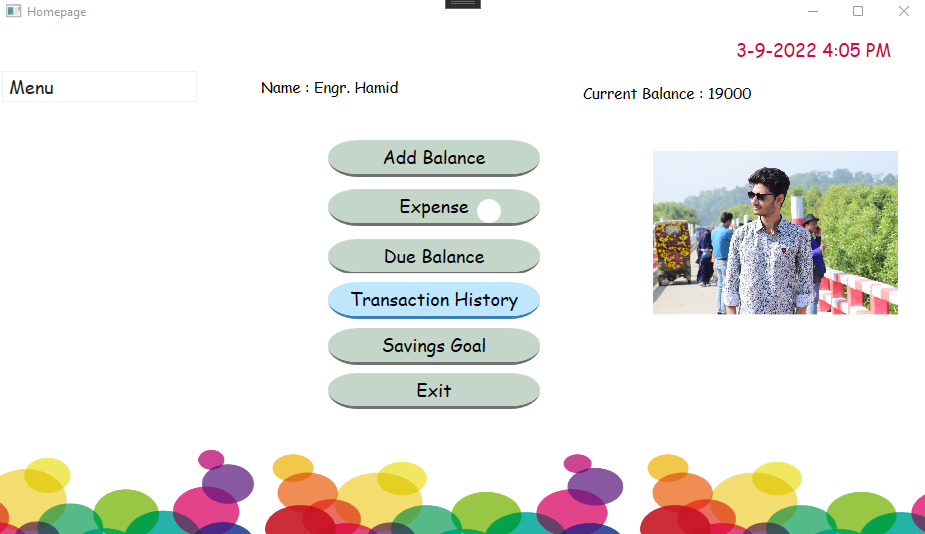 Homepage
3-9-2022 4:05 PM
Menu
Name : Engr. Hamid
Current Balance : 19000
Add Balance
Expense
Due Balance
Transaction History
Savings Goal
Exit